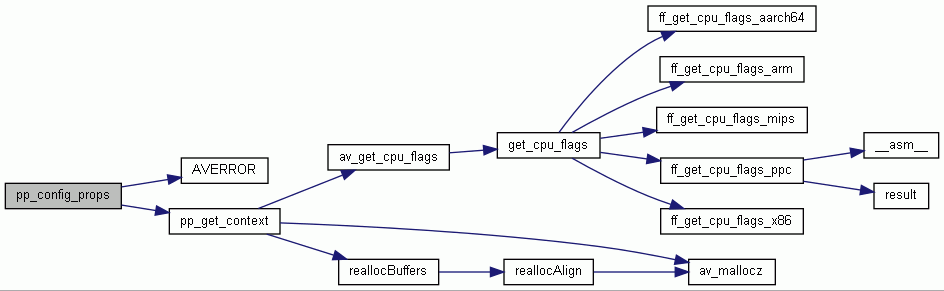 pp_config_props
AVERROR
pp_get_context
av_get_cpu_flags
reallocBuffers
get_cpu_flags
reallocAlign
ff_get_cpu_flags_aarch64
ff_get_cpu_flags_arm
ff_get_cpu_flags_mips
ff_get_cpu_flags_ppc
ff_get_cpu_flags_x86
av_mallocz
__asm__
result